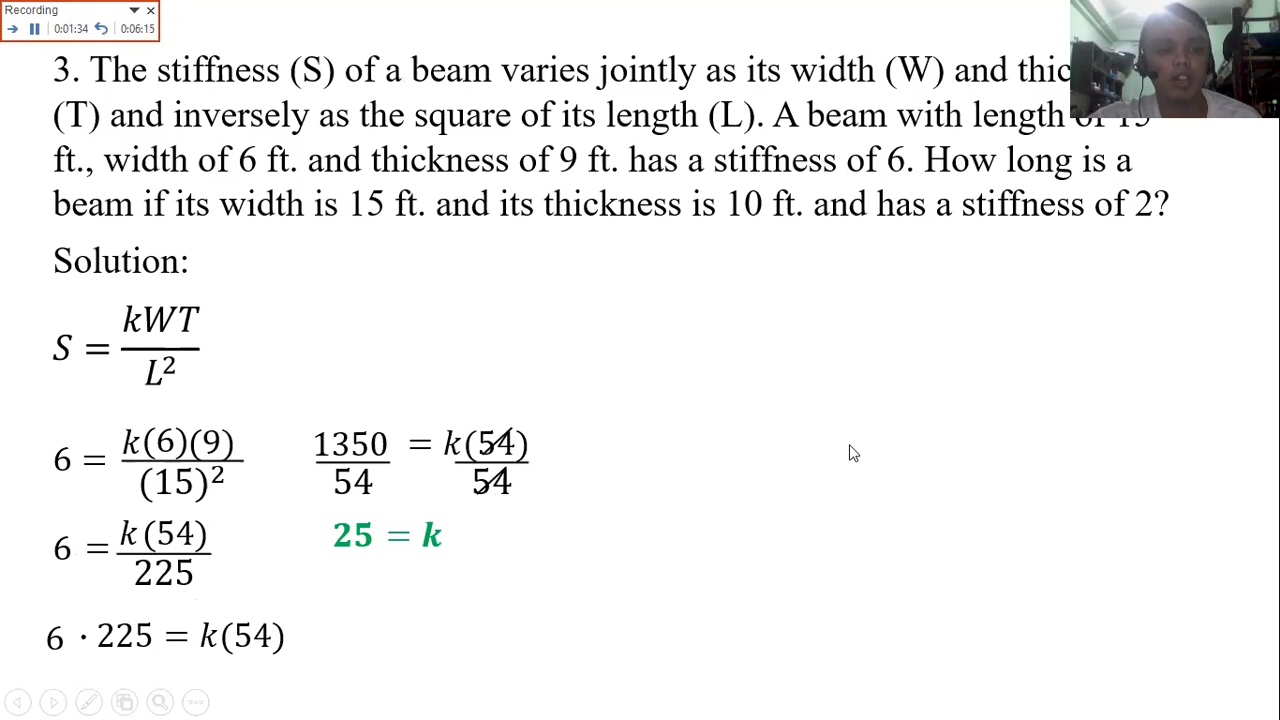 Recording
0:01:34 0:06:15
3. The stiffness (S) of a beam varies jointly as its width (W) and thic
(T) and inversely as the square of its length (L). A beam with length of 15
ft., width of 6 ft. and thickness of 9 ft. has a stiffness of 6. How long is a
beam if its width is 15 ft. and its thickness is 10 ft. and has a stiffness of 2?
Solution:
S = kWT / L²
6 = k(6)(9) / (15)²
6 = k(54) / 225
6 · 225 = k(54)
1350 / 54 = k(54) / 54
25 = k